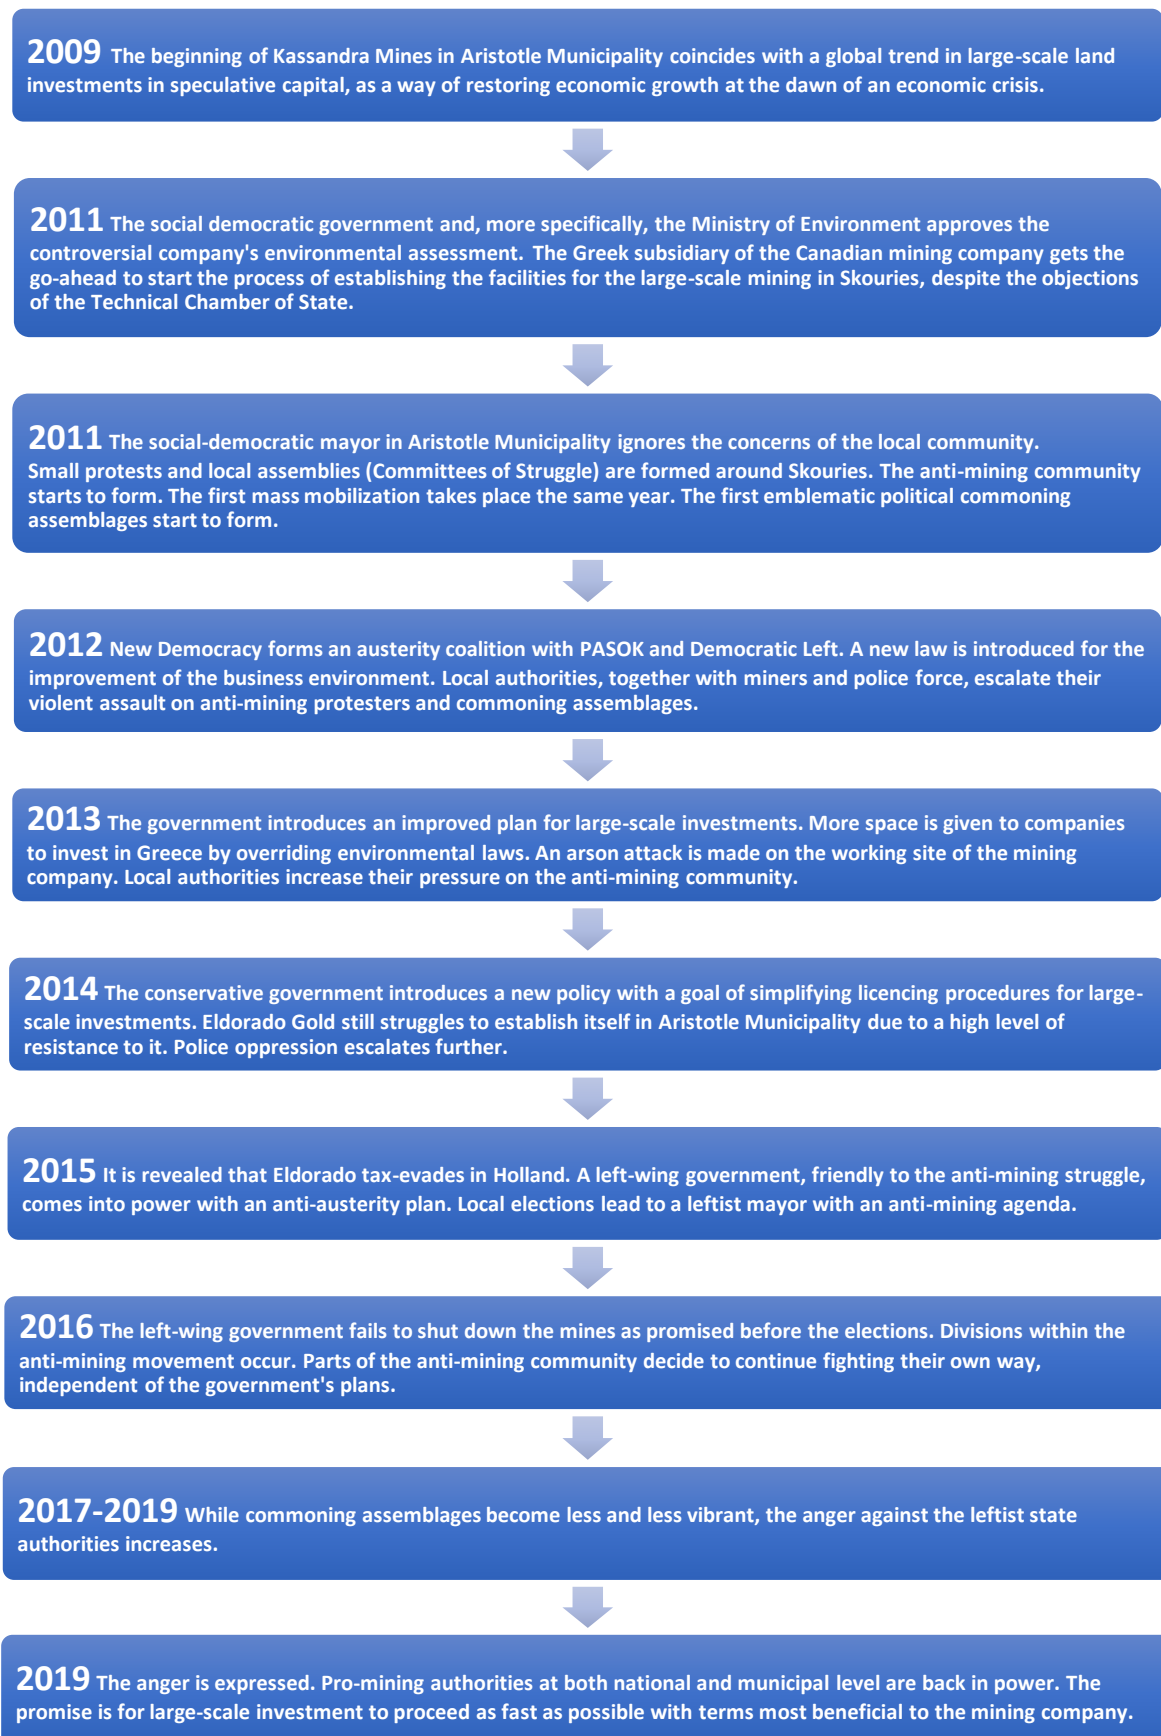 2009 The beginning of Kassandra Mines in Aristotle Municipality coincides with a global trend in large-scale land
investments in speculative capital, as a way of restoring economic growth at the dawn of an economic crisis.
2011 The social democratic government and, more specifically, the Ministry of Environment approves the
controversial company's environmental assessment. The Greek subsidiary of the Canadian mining company gets the
go-ahead to start the process of establishing the facilities for the large-scale mining in Skouries, despite the objections
of the Technical Chamber of State.
2011 The social-democratic mayor in Aristotle Municipality ignores the concerns of the local community.
Small protests and local assemblies (Committees of Struggle) are formed around Skouries. The anti-mining community
starts to form. The first mass mobilization takes place the same year. The first emblematic political commoning
assemblages start to form.
2012 New Democracy forms an austerity coalition with PASOK and Democratic Left. A new law is introduced for the
improvement of the business environment. Local authorities, together with miners and police force, escalate their
violent assault on anti-mining protesters and commoning assemblages.
2013 The government introduces an improved plan for large-scale investments. More space is given to companies
to invest in Greece by overriding environmental laws. An arson attack is made on the working site of the mining
company. Local authorities increase their pressure on the anti-mining community.
2014 The conservative government introduces a new policy with a goal of simplifying licencing procedures for large-
scale investments. Eldorado Gold still struggles to establish itself in Aristotle Municipality due to a high level of
resistance to it. Police oppression escalates further.
2015 It is revealed that Eldorado tax-evades in Holland. A left-wing government, friendly to the anti-mining struggle,
comes into power with an anti-austerity plan. Local elections lead to a leftist mayor with an anti-mining agenda.
2016 The left-wing government fails to shut down the mines as promised before the elections. Divisions within the
anti-mining movement occur. Parts of the anti-mining community decide to continue fighting their own way,
independent of the government's plans.
2017-2019 While commoning assemblages become less and less vibrant, the anger against the leftist state
authorities increases.
2019 The anger is expressed. Pro-mining authorities at both national and municipal level are back in power. The
promise is for large-scale investment to proceed as fast as possible with terms most beneficial to the mining company.